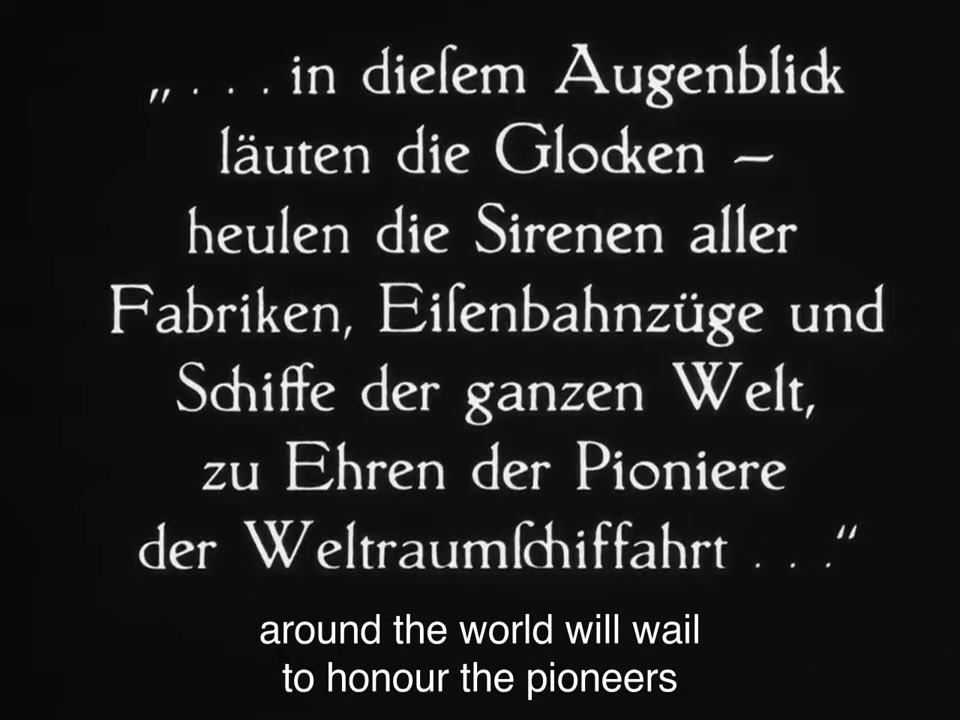 „. . . in dieſem Augenblick
läuten die Glocken —
heulen die Sirenen aller
Fabriken, Eiſenbahnzüge und
Schiffe der ganzen Welt,
zu Ehren der Pioniere
der Weltraumſchiffahrt . . .“
around the world will wail
to honour the pioneers